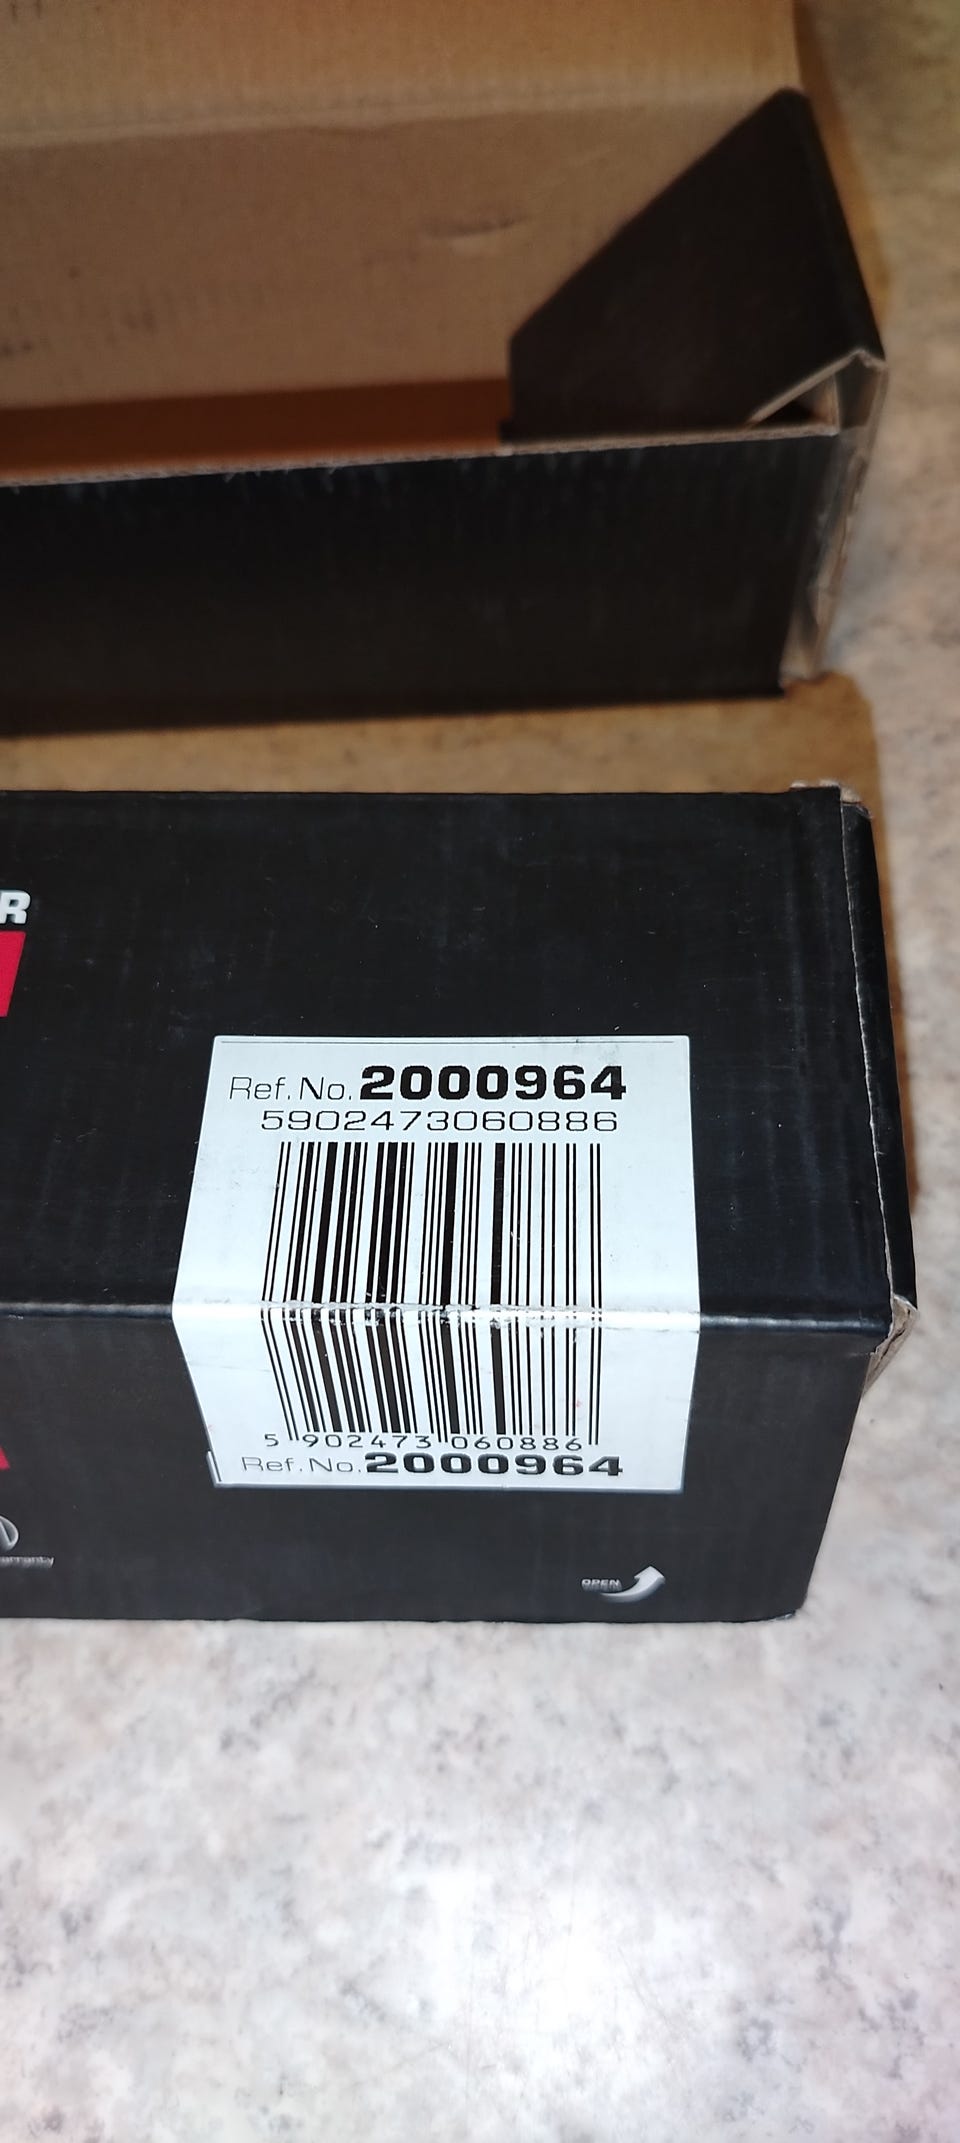 R
Ref. No. 2000964
5902473060886
5 902473 060886
Ref. No. 2000964
OPEN